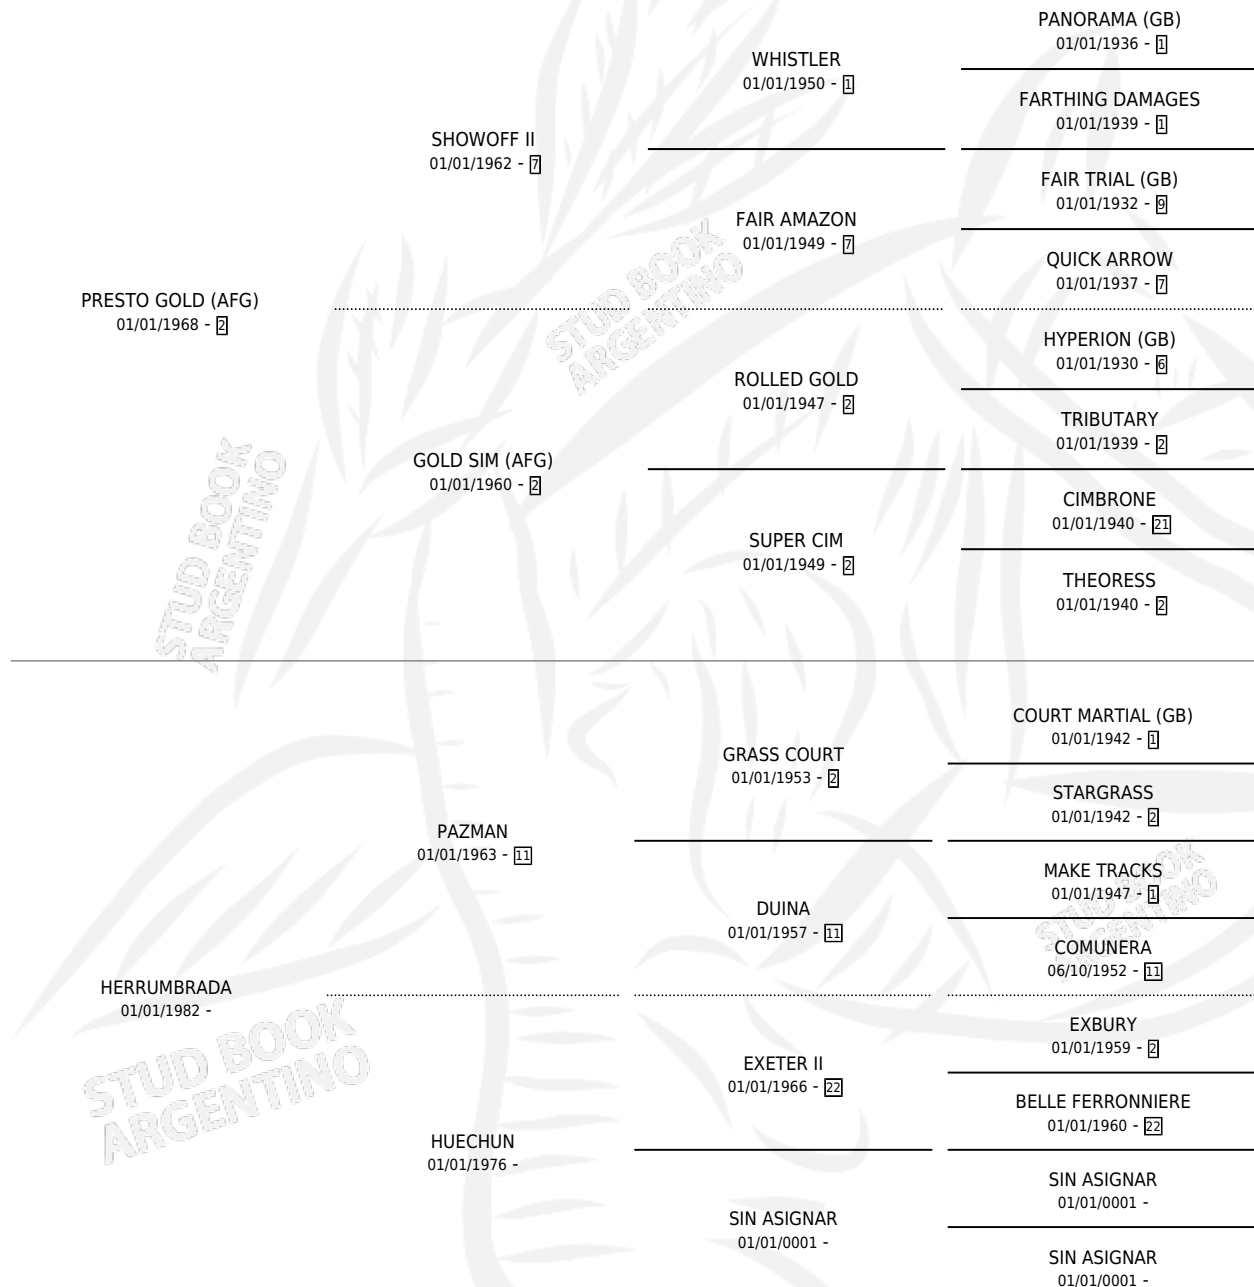 PRESTO GOLD (AFG)
01/01/1968 - 2
SHOWOFF II
01/01/1962 - 7
GOLD SIM (AFG)
01/01/1960 - 2
WHISTLER
01/01/1950 - 1
FAIR AMAZON
01/01/1949 - 7
ROLLED GOLD
01/01/1947 - 2
SUPER CIM
01/01/1949 - 2
PANORAMA (GB)
01/01/1936 - 1
FARTHING DAMAGES
01/01/1939 - 1
FAIR TRIAL (GB)
01/01/1932 - 9
QUICK ARROW
01/01/1937 - 7
HYPERION (GB)
01/01/1930 - 6
TRIBUTARY
01/01/1939 - 2
CIMBRONE
01/01/1940 - 21
THEORESS
01/01/1940 - 2
HERRUMBRADA
01/01/1982 -
PAZMAN
01/01/1963 - 11
HUECHUN
01/01/1976 -
GRASS COURT
01/01/1953 - 2
DUINA
01/01/1957 - 11
EXETER II
01/01/1966 - 22
SIN ASIGNAR
01/01/0001 -
COURT MARTIAL (GB)
01/01/1942 - 1
STARGRASS
01/01/1942 - 2
MAKE TRACKS
01/01/1947 - 1
COMUNERA
06/10/1952 - 11
EXBURY
01/01/1959 - 2
BELLE FERRONNIERE
01/01/1960 - 22
SIN ASIGNAR
01/01/0001 -
SIN ASIGNAR
01/01/0001 -
STUD BOOK
ARGENTINO
STUD BOOK
ARGENTINO
STUD BOOK
ARGENTINO
STUD BOOK
ARGENTINO